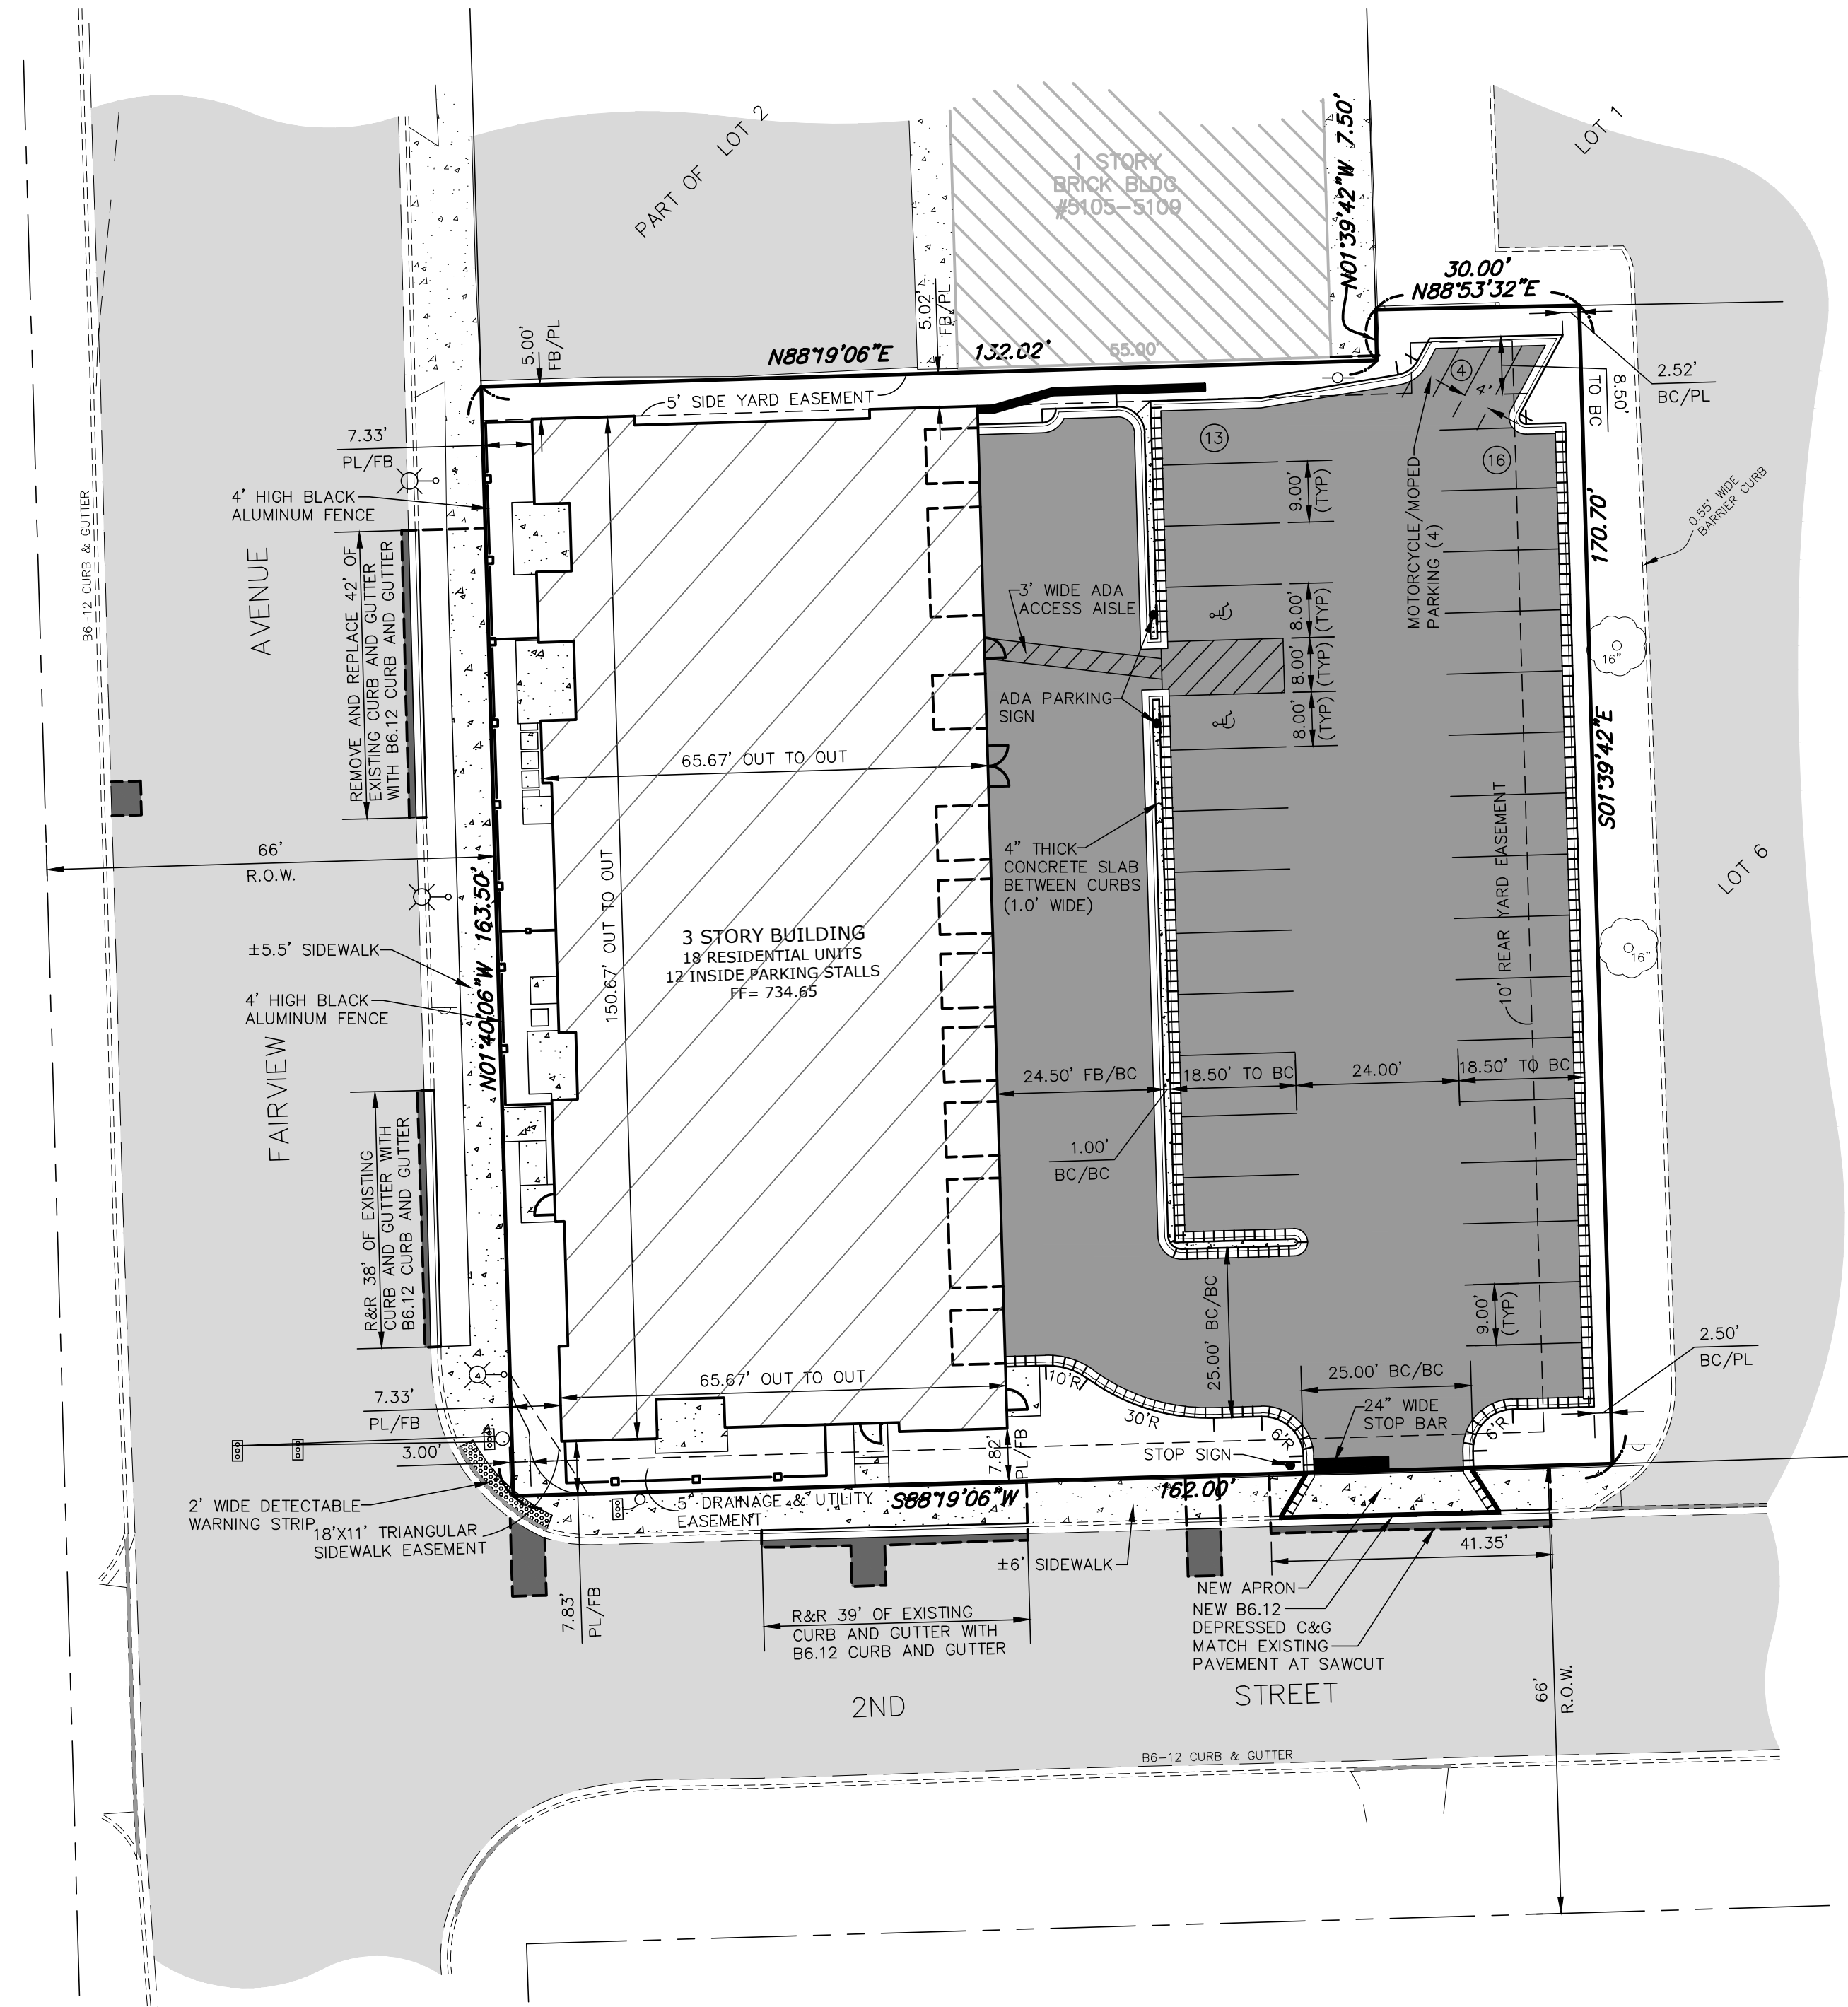 PART OF LOT 2
1 STORY
BRICK BLDG.
#5105-5109
N01°39'42"W 7.50'
LOT 1
30.00'
N88°53'32"E
5.00'
FB/PL
5.02'
FB/PL
N88°19'06"E 132.02'
55.00'
2.52'
BC/PL
8.50'
TO BC
5' SIDE YARD EASEMENT
4
4'
13
16
7.33'
PL/FB
4' HIGH BLACK
ALUMINUM FENCE
B6-12 CURB & GUTTER
AVENUE
REMOVE AND REPLACE 42' OF
EXISTING CURB AND GUTTER
WITH B6.12 CURB AND GUTTER
9.00'
(TYP)
MOTORCYCLE/MOPED
PARKING (4)
170.70'
0.55' WIDE
BARRIER CURB
3' WIDE ADA
ACCESS AISLE
8.00'
(TYP)
8.00'
(TYP)
8.00'
(TYP)
16"
ADA PARKING
SIGN
65.67' OUT TO OUT
S01°39'42"E
66'
R.O.W.
4" THICK
CONCRETE SLAB
BETWEEN CURBS
(1.0' WIDE)
10' REAR YARD EASEMENT
LOT 6
N01°40'06"W 163.50'
150.67' OUT TO OUT
3 STORY BUILDING
18 RESIDENTIAL UNITS
12 INSIDE PARKING STALLS
FF= 734.65
±5.5' SIDEWALK
16"
4' HIGH BLACK
ALUMINUM FENCE
FAIRVIEW
24.50' FB/BC
18.50' TO BC
24.00'
18.50' TO BC
R&R 38' OF EXISTING
CURB AND GUTTER WITH
B6.12 CURB AND GUTTER
1.00'
BC/BC
25.00' BC/BC
9.00'
(TYP)
2.50'
BC/PL
65.67' OUT TO OUT
10'R
30'R
25.00' BC/BC
24" WIDE
STOP BAR
6'R
6'R
7.33'
PL/FB
3.00'
7.82'
PL/FB
STOP SIGN
2' WIDE DETECTABLE
WARNING STRIP
18'X11' TRIANGULAR
SIDEWALK EASEMENT
5' DRAINAGE & UTILITY
EASEMENT
S88°19'06"W 162.00'
±6' SIDEWALK
41.35'
7.83'
PL/FB
R&R 39' OF EXISTING
CURB AND GUTTER WITH
B6.12 CURB AND GUTTER
NEW APRON
NEW B6.12
DEPRESSED C&G
MATCH EXISTING
PAVEMENT AT SAWCUT
66'
R.O.W.
2ND STREET
B6-12 CURB & GUTTER